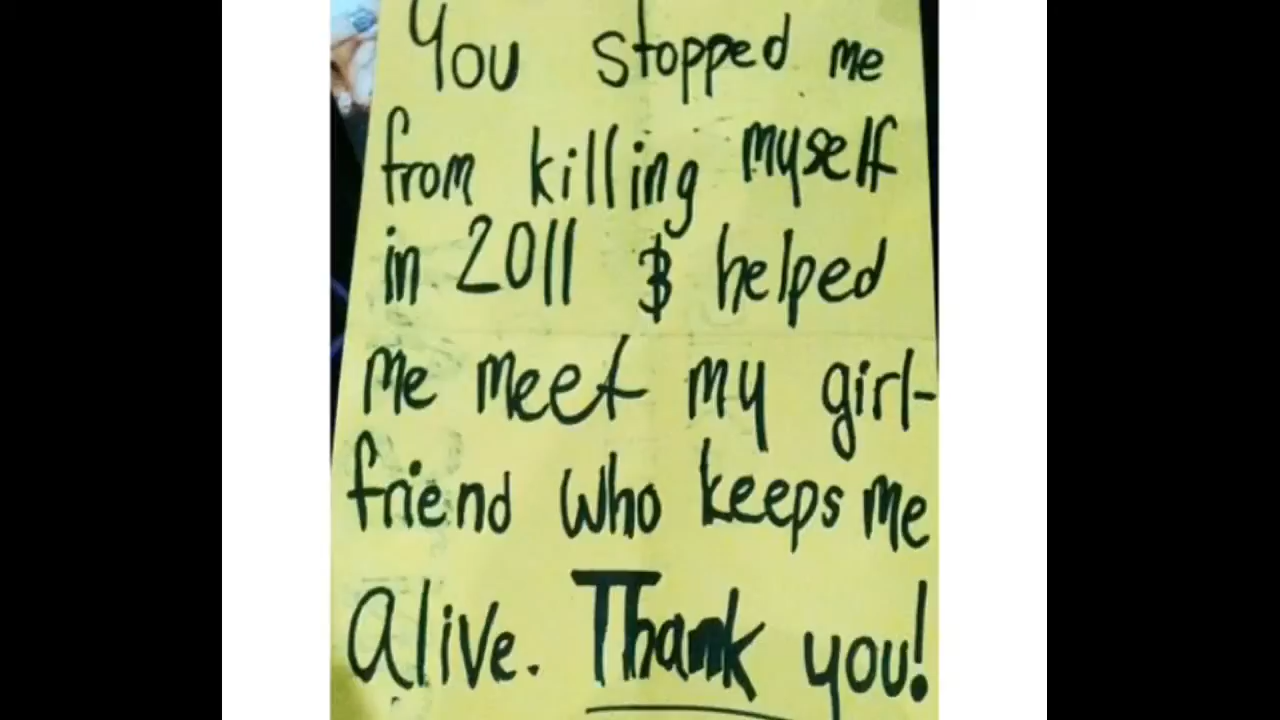 You stopped me
from killing myself
in 2011 & helped
me meet my girl-
friend who keeps me
Alive. Thank you!